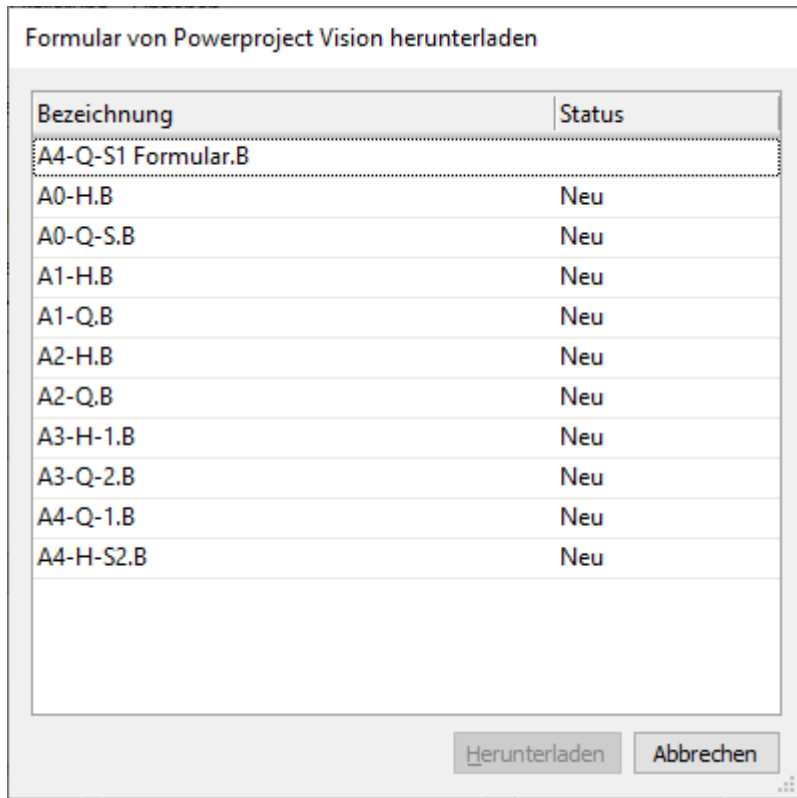 Formular von Powerproject Vision herunterladen
Bezeichnung Status
A4-Q-S1 Formular.B
A0-H.B Neu
A0-Q-S.B Neu
A1-H.B Neu
A1-Q.B Neu
A2-H.B Neu
A2-Q.B Neu
A3-H-1.B Neu
A3-Q-2.B Neu
A4-Q-1.B Neu
A4-H-S2.B Neu
Herunterladen Abbrechen